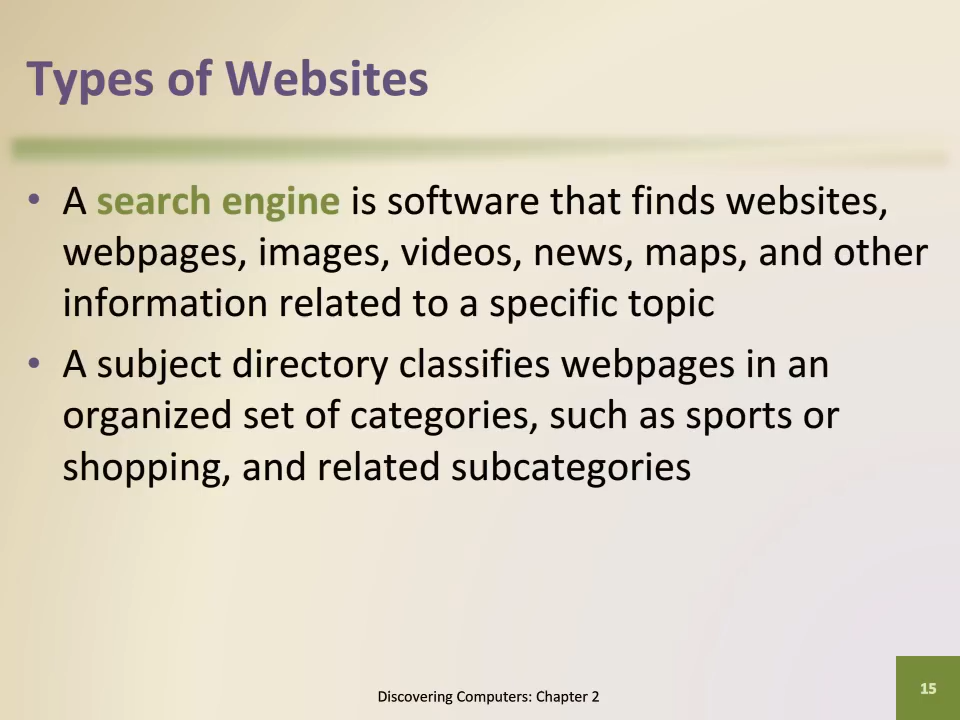 Types of Websites
• A search engine is software that finds websites,
webpages, images, videos, news, maps, and other
information related to a specific topic
• A subject directory classifies webpages in an
organized set of categories, such as sports or
shopping, and related subcategories
Discovering Computers: Chapter 2
15